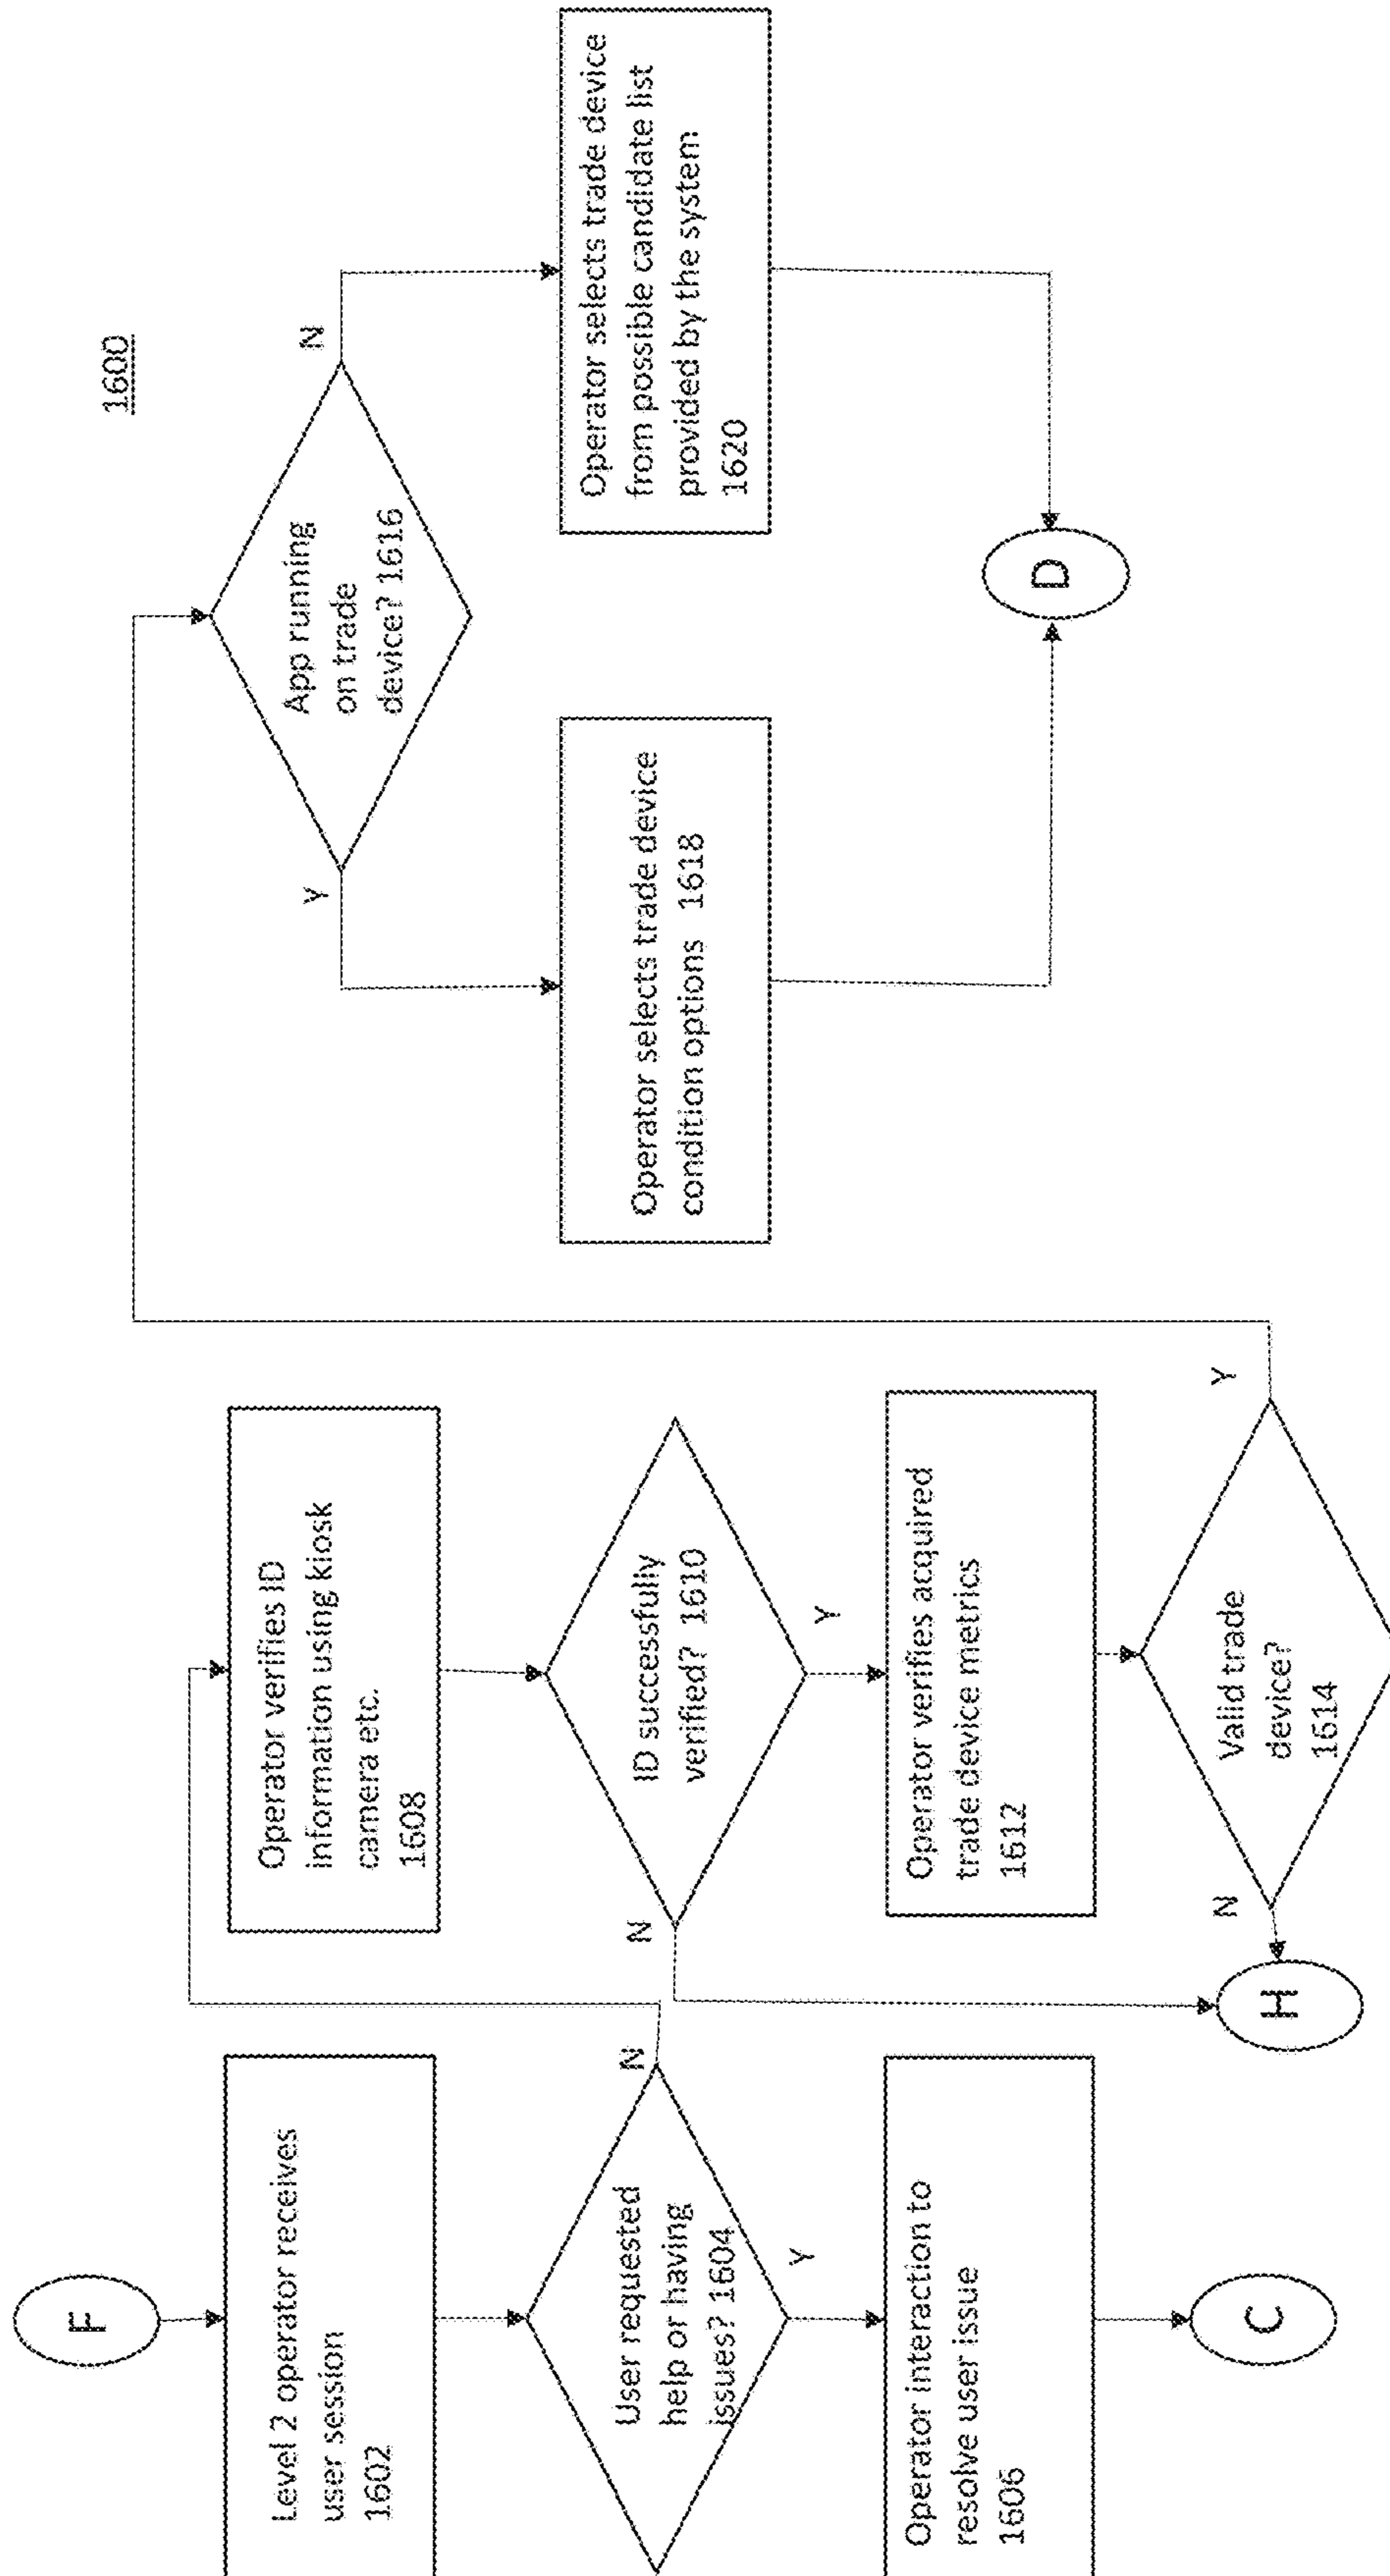 1600
F
Level 2 operator receives
user session
1602
User requested
help or having
issues? 1604
N
Y
Operator interaction to
resolve user issue
1606
C
Operator verifies ID
information using kiosk
camera etc.
1608
ID successfully
verified? 1610
N
Y
Operator verifies acquired
trade device metrics
1612
Valid trade
device?
1614
N
Y
H
App running
on trade
device? 1616
Y
N
Operator selects trade device
condition options 1618
Operator selects trade device
from possible candidate list
provided by the system
1620
D